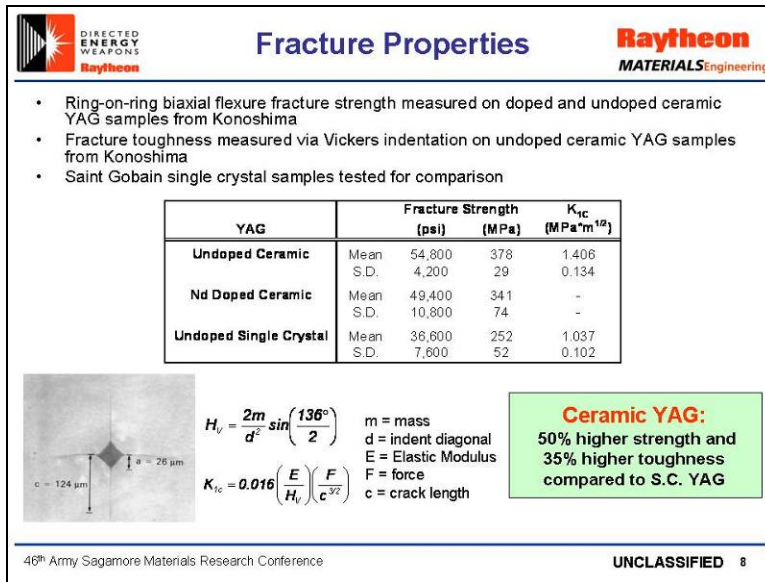 DIRECTED
ENERGY
WEAPONS
Raytheon
Fracture Properties
Raytheon
MATERIALSEngineering
• Ring-on-ring biaxial flexure fracture strength measured on doped and undoped ceramic
YAG samples from Konoshima
• Fracture toughness measured via Vickers indentation on undoped ceramic YAG samples
from Konoshima
• Saint Gobain single crystal samples tested for comparison
Fracture Strength K1C
YAG (psi) (MPa) (MPa*m^1/2)
Undoped Ceramic Mean 54,800 378 1.406
S.D. 4,200 29 0.134
Nd Doped Ceramic Mean 49,400 341 -
S.D. 10,800 74 -
Undoped Single Crystal Mean 36,600 252 1.037
S.D. 7,600 52 0.102
a = 26 µm
c = 124 µm
H_V = 2m/d² sin(136°/2)
K_1c = 0.016 (E/H_V)(F/c^3/2)
m = mass
d = indent diagonal
E = Elastic Modulus
F = force
c = crack length
Ceramic YAG:
50% higher strength and
35% higher toughness
compared to S.C. YAG
46th Army Sagamore Materials Research Conference
UNCLASSIFIED 8